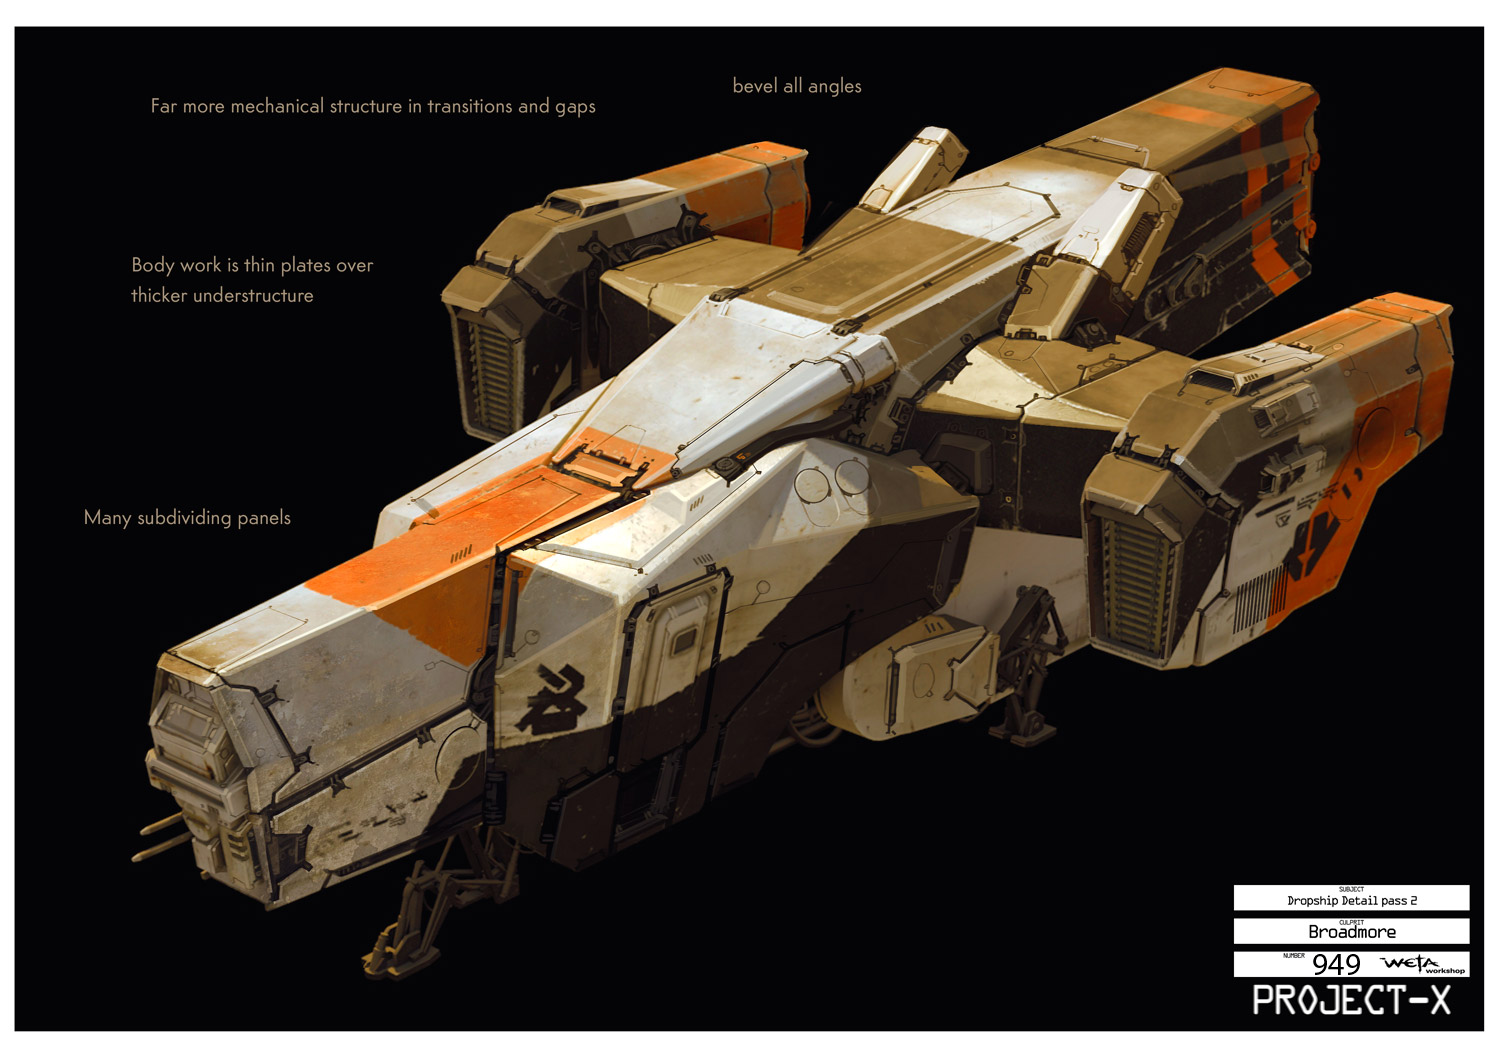 bevel all angles
Far more mechanical structure in transitions and gaps
Body work is thin plates over
thicker understructure
Many subdividing panels
SUBJECT
Dropship Detail pass 2
CULPRIT
Broadmore
NUMBER 949 WETA workshop
PROJECT-X